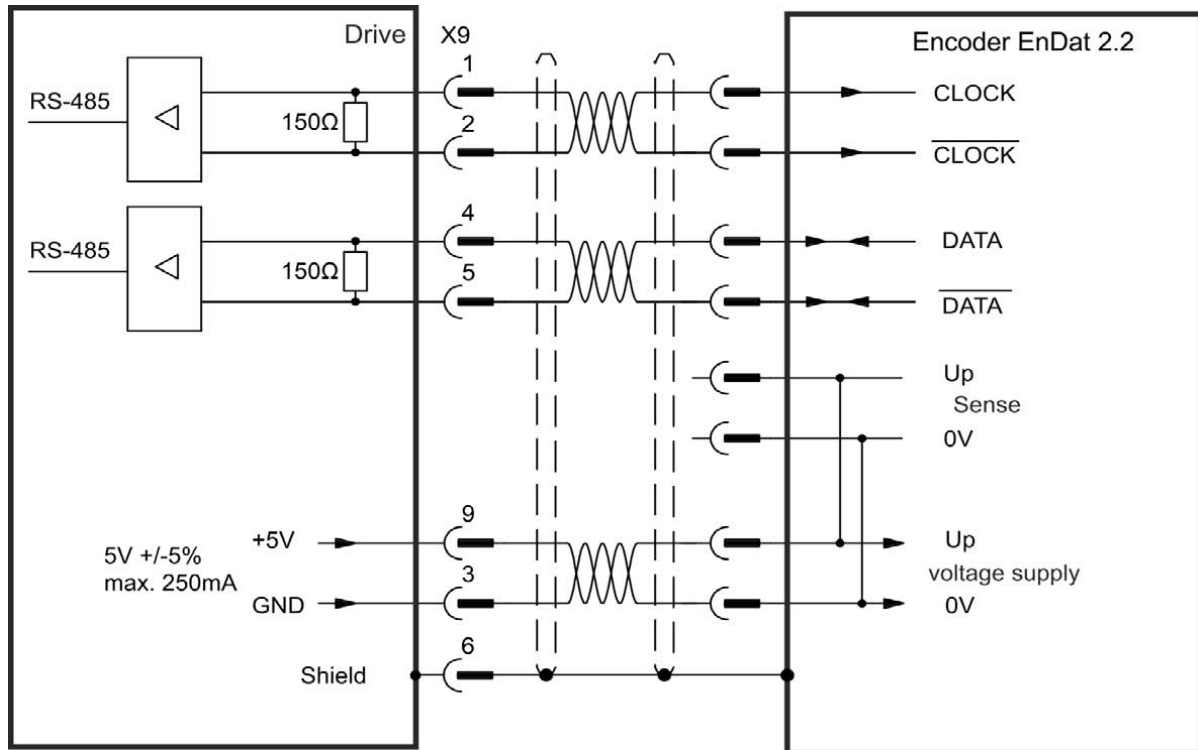 Drive
X9
Encoder EnDat 2.2
RS-485
150Ω
1
2
CLOCK
CLOCK
RS-485
150Ω
4
5
DATA
DATA
Up
Sense
0V
5V +/-5%
max. 250mA
+5V
GND
9
3
Up
voltage supply
0V
Shield
6